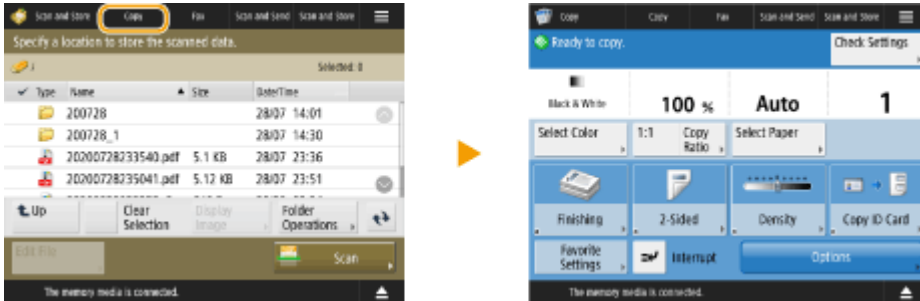 Scan and Store Copy Fax Scan and Send Scan and Store
Specify a location to store the scanned data.
/
Selected: 0
✓ Type Name ▲ Size Date/Time
200728 28/07 14:01
200728_1 28/07 14:30
20200728233540.pdf 5.1 KB 28/07 23:36
20200728235041.pdf 5.12 KB 28/07 23:51
Up
Clear Selection
Display Image
Folder Operations
Edit File
Scan
The memory media is connected.
Copy Copy Fax Scan and Send Scan and Store
Ready to copy.
Check Settings
Black & White 100 % Auto 1
Select Color
1:1 Copy Ratio
Select Paper
Finishing 2-Sided Density Copy ID Card
Favorite Settings
Interrupt
Options
The memory media is connected.